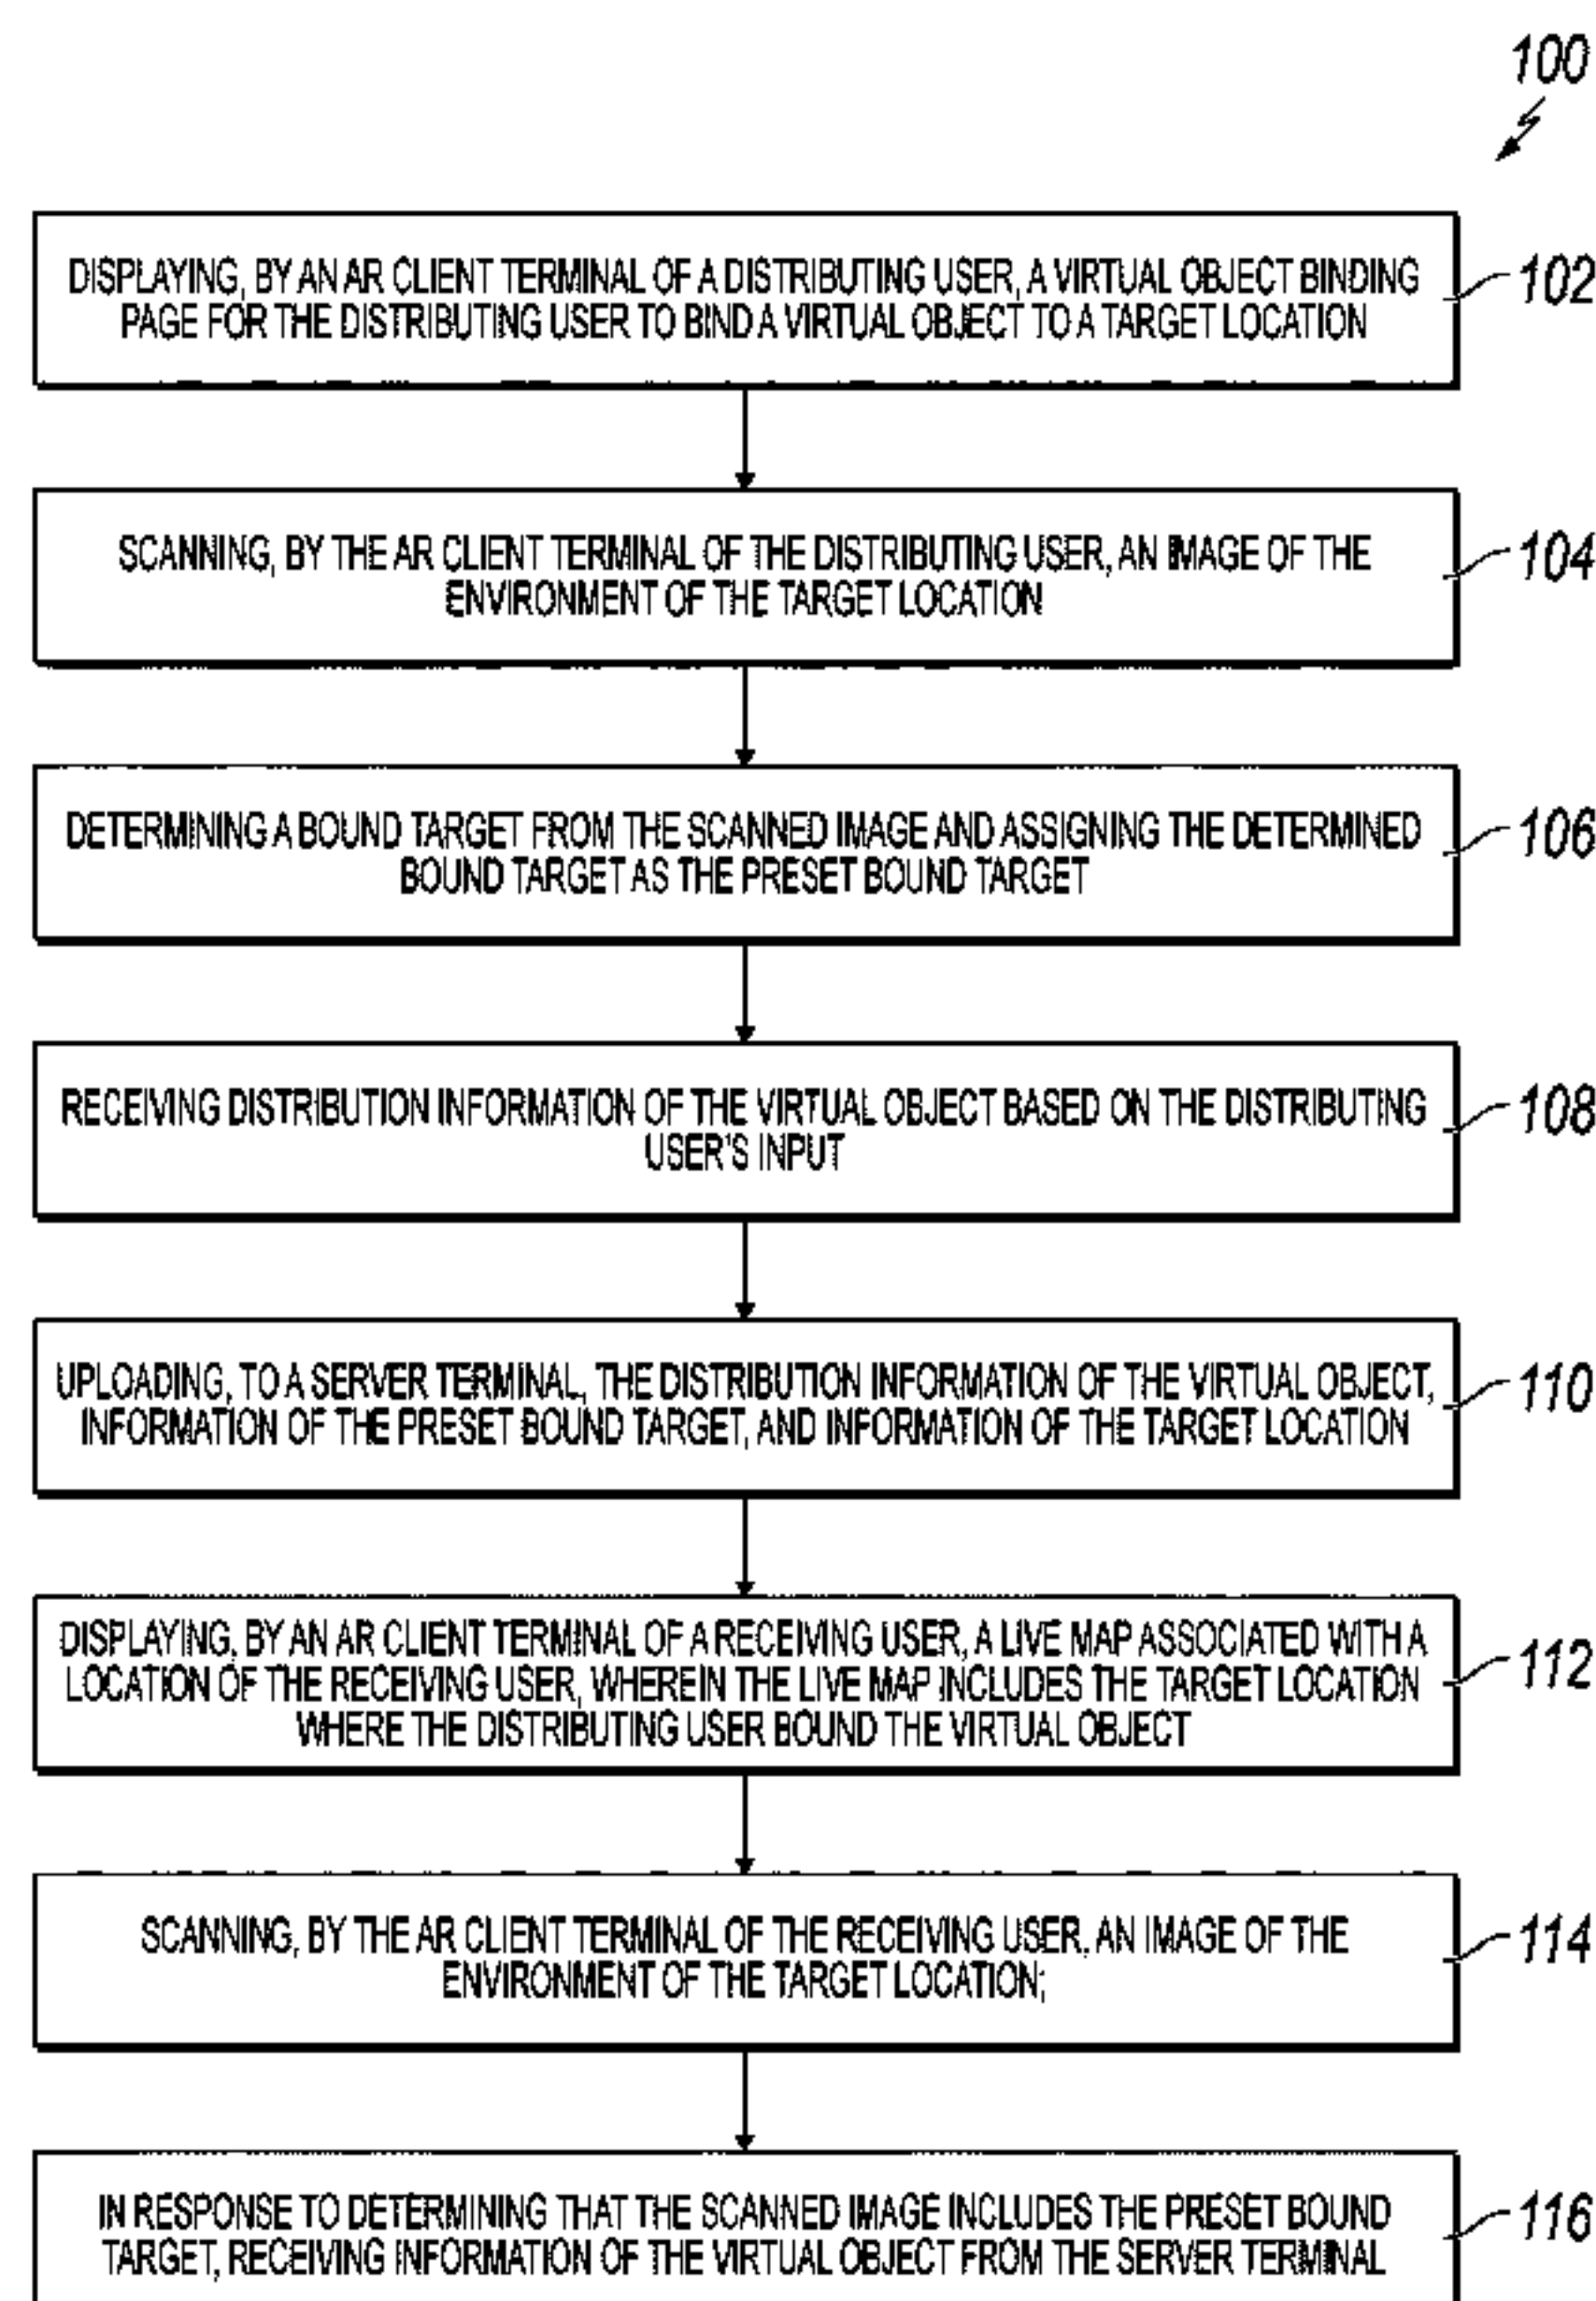 100
DISPLAYING, BY AN AR CLIENT TERMINAL OF A DISTRIBUTING USER, A VIRTUAL OBJECT BINDING
PAGE FOR THE DISTRIBUTING USER TO BIND A VIRTUAL OBJECT TO A TARGET LOCATION
102
SCANNING, BY THE AR CLIENT TERMINAL OF THE DISTRIBUTING USER, AN IMAGE OF THE
ENVIRONMENT OF THE TARGET LOCATION
104
DETERMINING A BOUND TARGET FROM THE SCANNED IMAGE AND ASSIGNING THE DETERMINED
BOUND TARGET AS THE PRESET BOUND TARGET
106
RECEIVING DISTRIBUTION INFORMATION OF THE VIRTUAL OBJECT BASED ON THE DISTRIBUTING
USER'S INPUT
108
UPLOADING, TO A SERVER TERMINAL, THE DISTRIBUTION INFORMATION OF THE VIRTUAL OBJECT,
INFORMATION OF THE PRESET BOUND TARGET, AND INFORMATION OF THE TARGET LOCATION
110
DISPLAYING, BY AN AR CLIENT TERMINAL OF A RECEIVING USER, A LIVE MAP ASSOCIATED WITH A
LOCATION OF THE RECEIVING USER, WHEREIN THE LIVE MAP INCLUDES THE TARGET LOCATION
WHERE THE DISTRIBUTING USER BOUND THE VIRTUAL OBJECT
112
SCANNING, BY THE AR CLIENT TERMINAL OF THE RECEIVING USER, AN IMAGE OF THE
ENVIRONMENT OF THE TARGET LOCATION;
114
IN RESPONSE TO DETERMINING THAT THE SCANNED IMAGE INCLUDES THE PRESET BOUND
TARGET, RECEIVING INFORMATION OF THE VIRTUAL OBJECT FROM THE SERVER TERMINAL
116